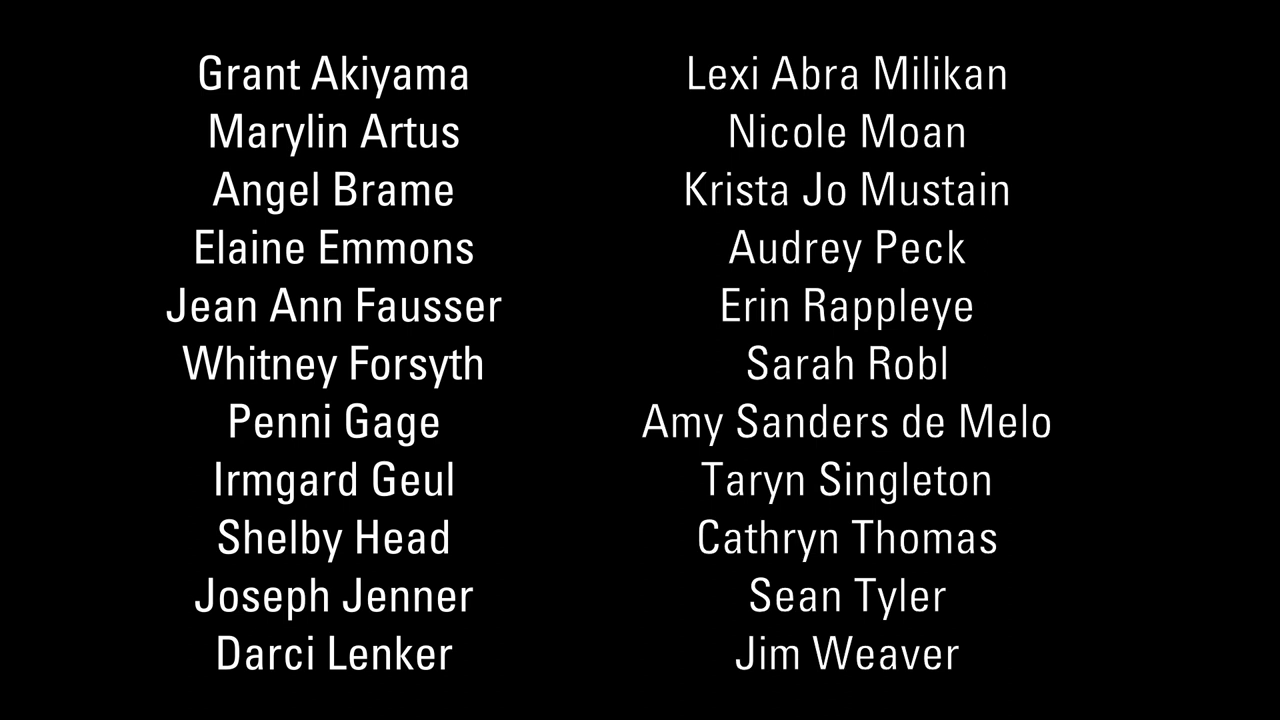 Grant Akiyama
Marylin Artus
Angel Brame
Elaine Emmons
Jean Ann Fausser
Whitney Forsyth
Penni Gage
Irmgard Geul
Shelby Head
Joseph Jenner
Darci Lenker
Lexi Abra Milikan
Nicole Moan
Krista Jo Mustain
Audrey Peck
Erin Rappleye
Sarah Robl
Amy Sanders de Melo
Taryn Singleton
Cathryn Thomas
Sean Tyler
Jim Weaver